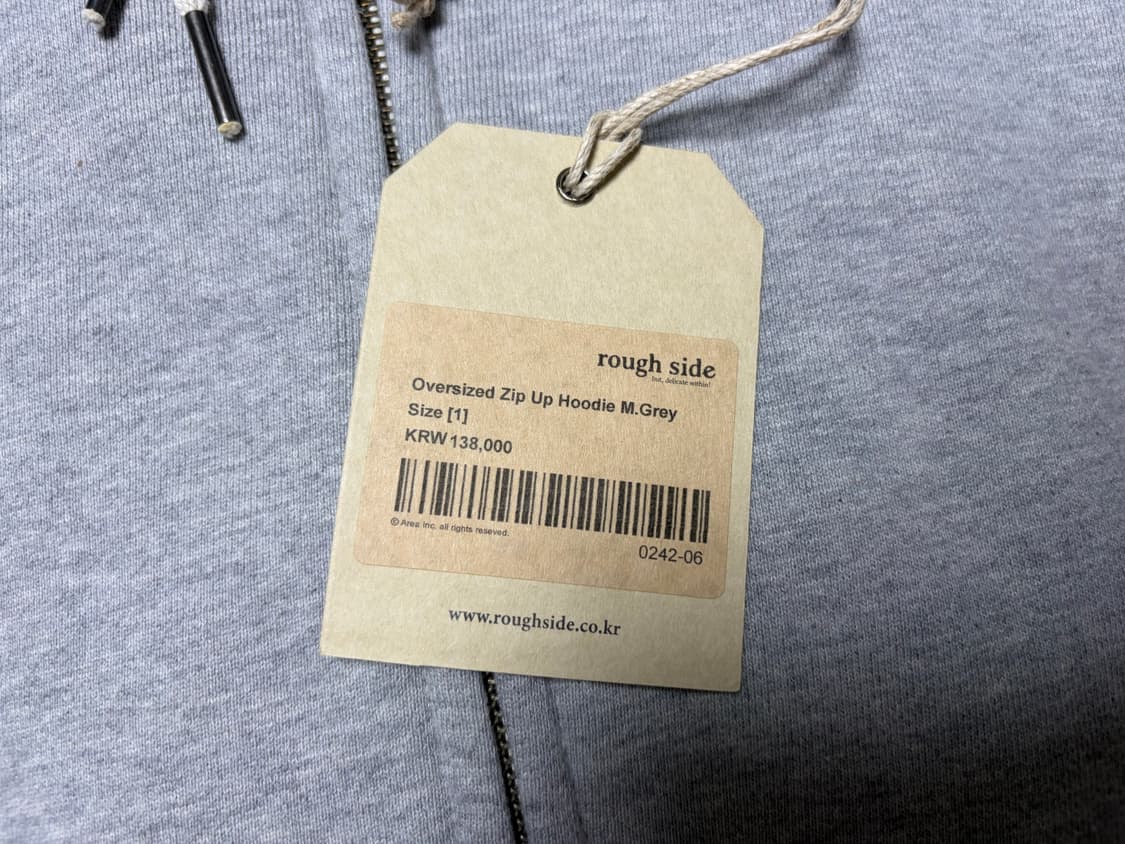 rough side
but, delicate within!
Oversized Zip Up Hoodie M.Grey
Size [1]
KRW 138,000
© Area Inc. all rights reseved.
0242-06
www.roughside.co.kr